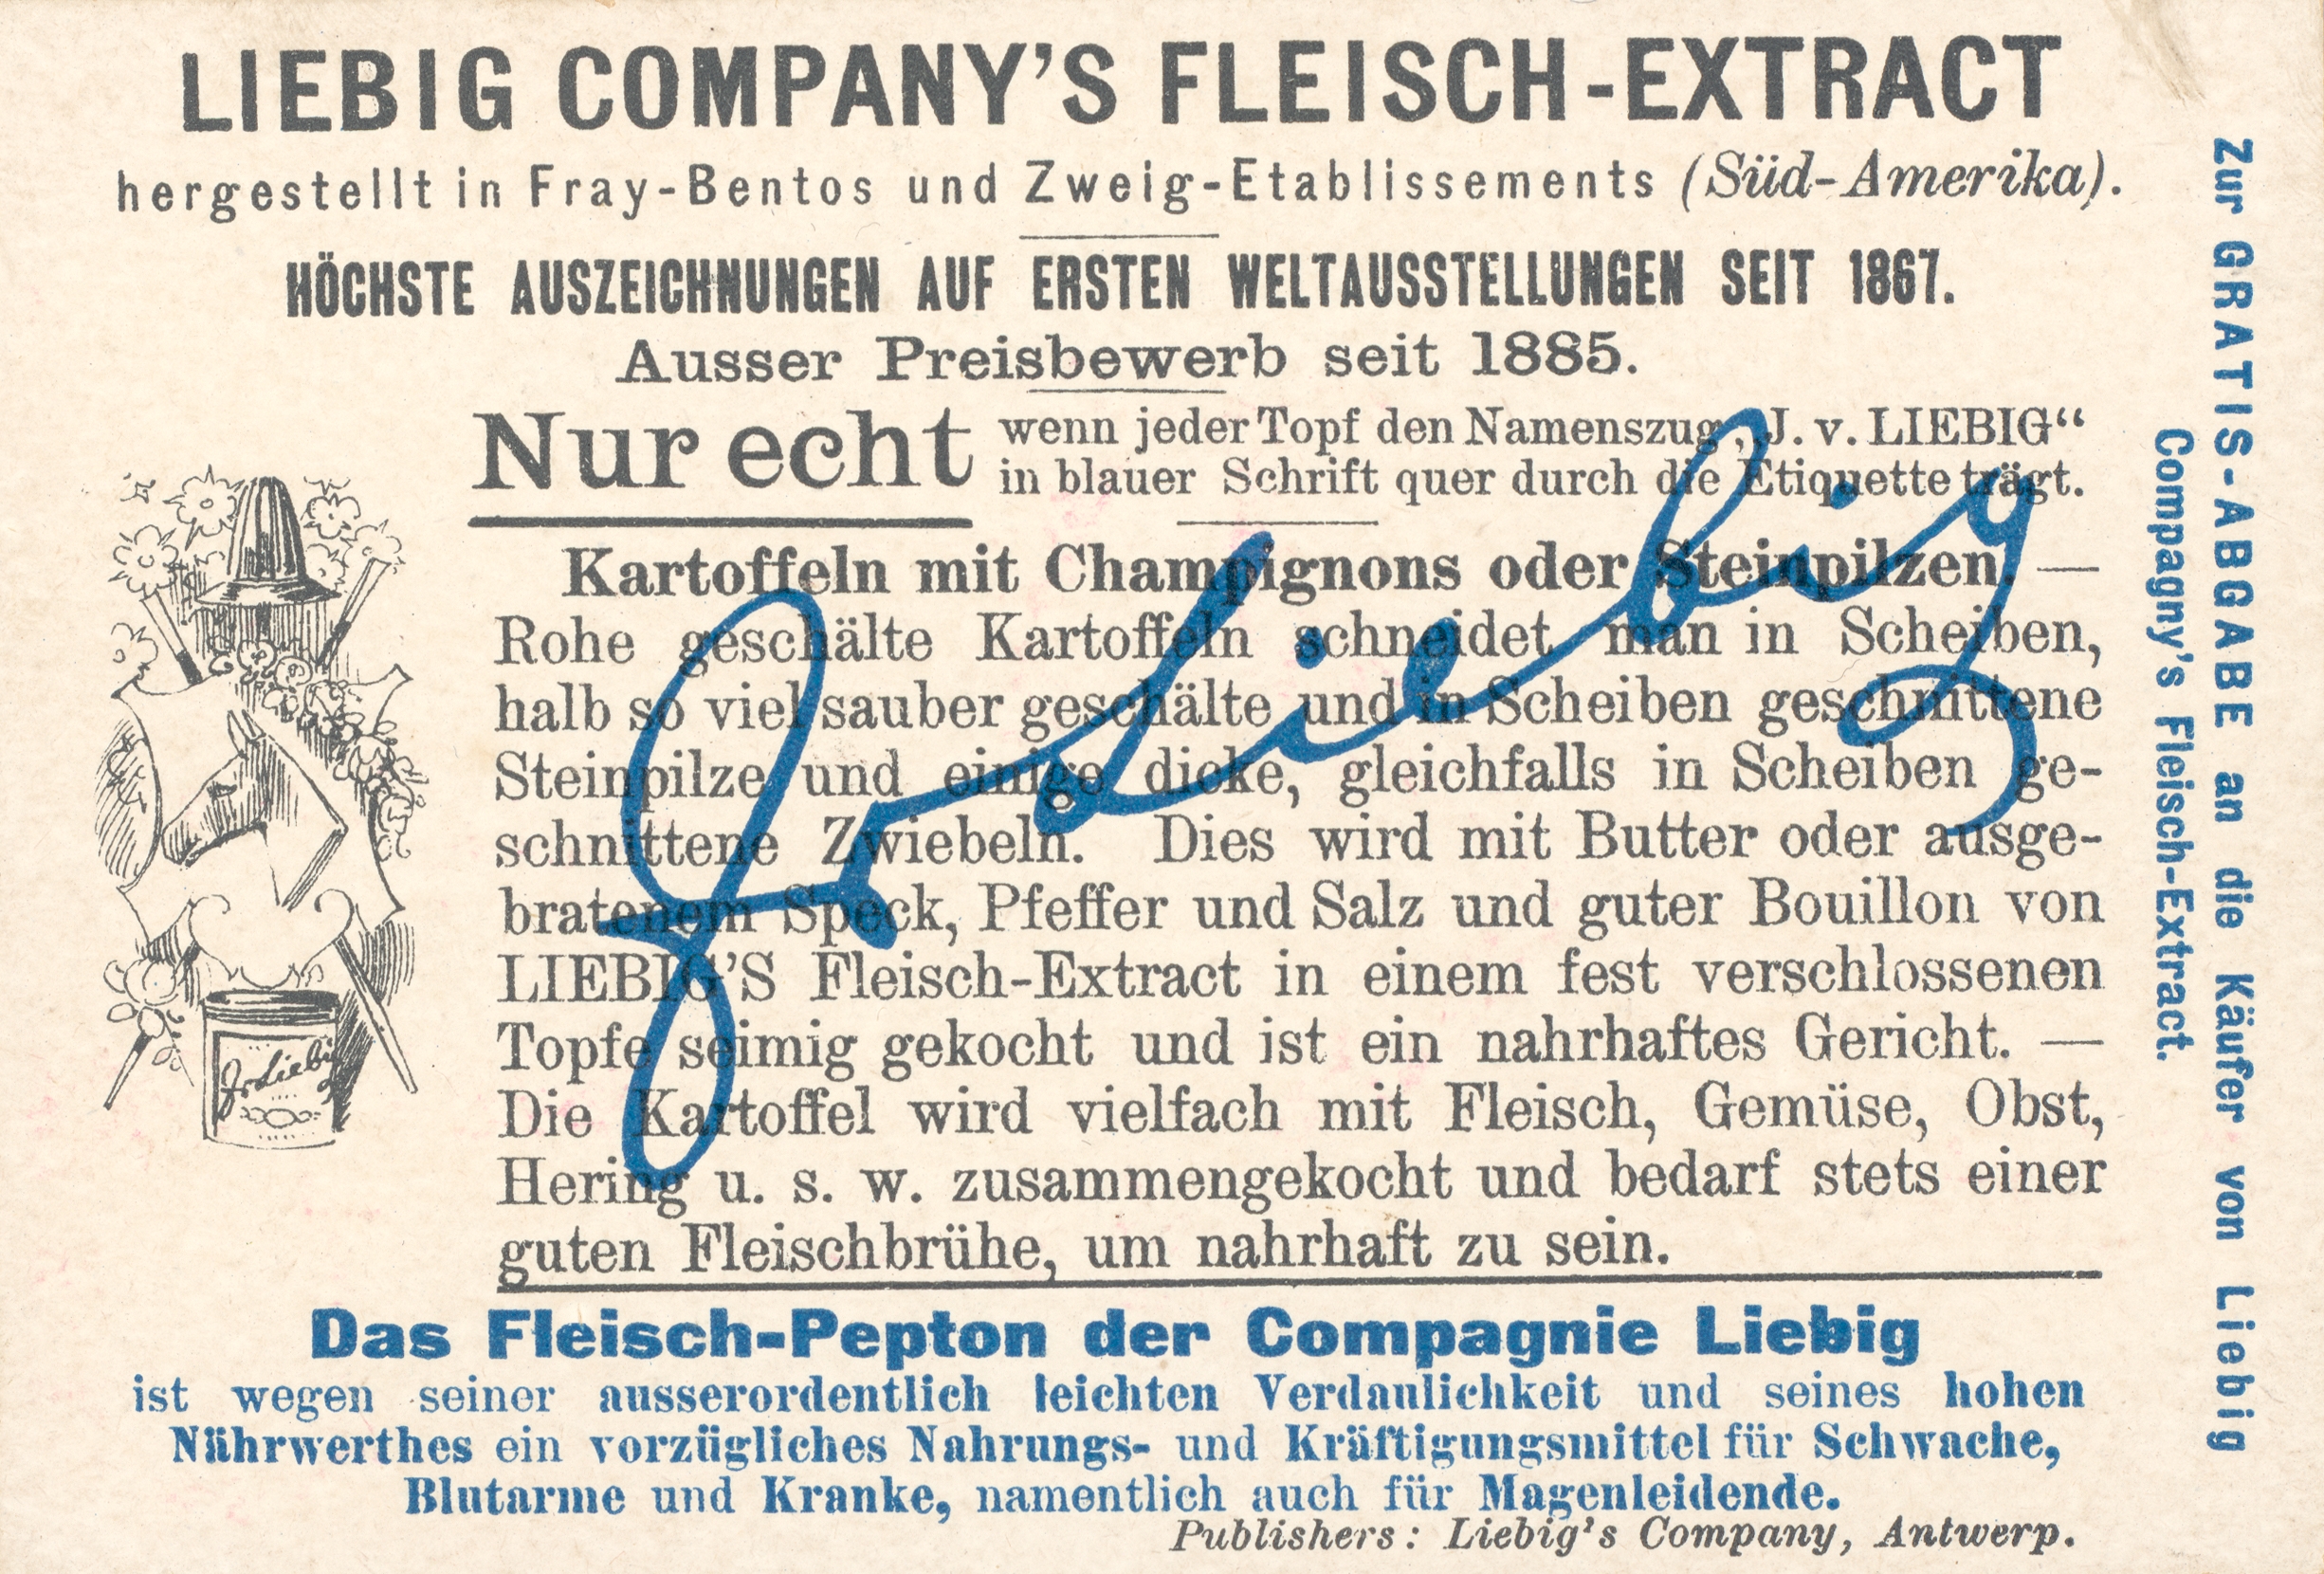 LIEBIG COMPANY'S FLEISCH-EXTRACT
hergestellt in Fray-Bentos und Zweig-Etablissements (Süd-Amerika).
HÖCHSTE AUSZEICHNUNGEN AUF ERSTEN WELTAUSSTELLUNGEN SEIT 1867.
Ausser Preisbewerb seit 1885.
Nur echt
wenn jeder Topf den Namenszug „J. v. LIEBIG“
in blauer Schrift quer durch die Etiquette trägt.
Kartoffeln mit Champignons oder Steinpilzen. —
Rohe geschälte Kartoffeln schneidet man in Scheiben,
halb so viel sauber geschälte und in Scheiben geschnittene
Steinpilze und einige dicke, gleichfalls in Scheiben ge-
schnittene Zwiebeln. Dies wird mit Butter oder ausge-
bratenem Speck, Pfeffer und Salz und guter Bouillon von
LIEBIG'S Fleisch-Extract in einem fest verschlossenen
Topfe seimig gekocht und ist ein nahrhaftes Gericht. —
Die Kartoffel wird vielfach mit Fleisch, Gemüse, Obst,
Hering u. s. w. zusammengekocht und bedarf stets einer
guten Fleischbrühe, um nahrhaft zu sein.
JvLiebig
JvLiebig
Das Fleisch-Pepton der Compagnie Liebig
ist wegen seiner ausserordentlich leichten Verdaulichkeit und seines hohen
Nährwerthes ein vorzügliches Nahrungs- und Kräftigungsmittel für Schwache,
Blutarme und Kranke, namentlich auch für Magenleidende.
Publishers: Liebig's Company, Antwerp.
Zur GRATIS-ABGABE an die Käufer von Liebig
Compagny's Fleisch-Extract.